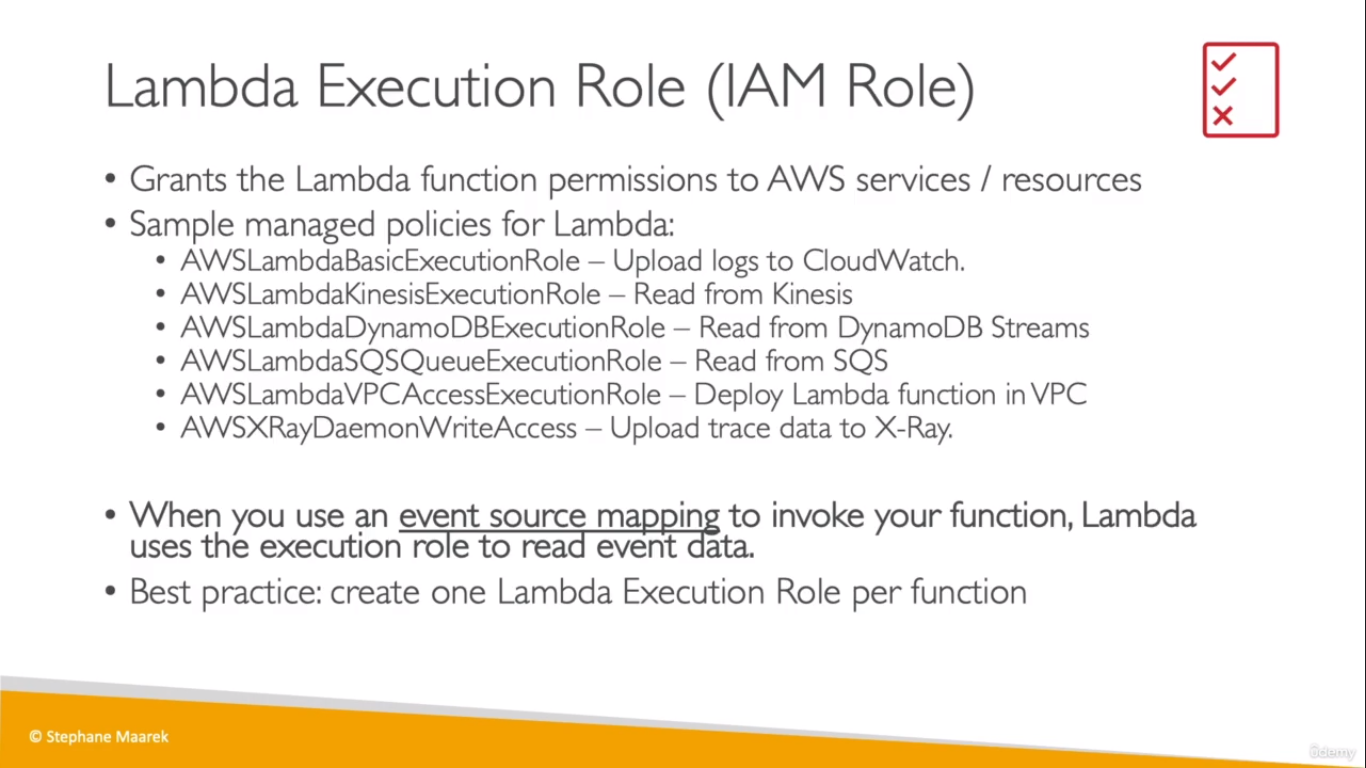 Lambda Execution Role (IAM Role)
• Grants the Lambda function permissions to AWS services / resources
• Sample managed policies for Lambda:
• AWSLambdaBasicExecutionRole – Upload logs to CloudWatch.
• AWSLambdaKinesisExecutionRole – Read from Kinesis
• AWSLambdaDynamoDBExecutionRole – Read from DynamoDB Streams
• AWSLambdaSQSQueueExecutionRole – Read from SQS
• AWSLambdaVPCAccessExecutionRole – Deploy Lambda function in VPC
• AWSXRayDaemonWriteAccess – Upload trace data to X-Ray.
• When you use an event source mapping to invoke your function, Lambda
uses the execution role to read event data.
• Best practice: create one Lambda Execution Role per function
© Stephane Maarek
ûdemy